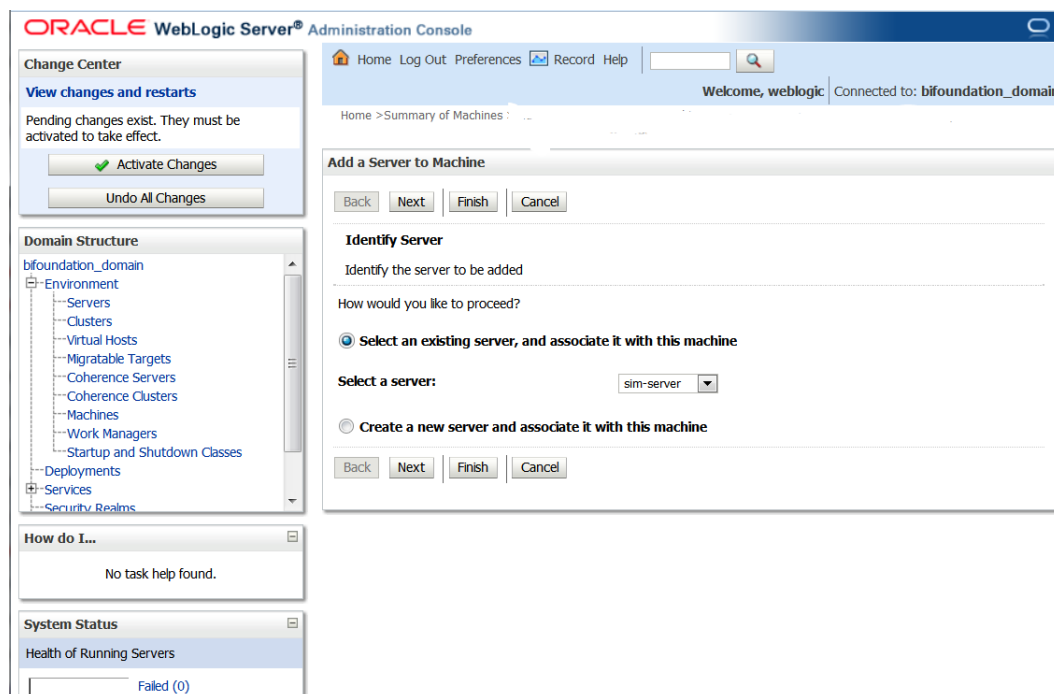 ORACLE WebLogic Server® Administration Console
Change Center
View changes and restarts
Pending changes exist. They must be
activated to take effect.
Activate Changes
Undo All Changes
Domain Structure
bifoundation_domain
Environment
Servers
Clusters
Virtual Hosts
Migratable Targets
Coherence Servers
Coherence Clusters
Machines
Work Managers
Startup and Shutdown Classes
Deployments
Services
Security Realms
How do I...
No task help found.
System Status
Health of Running Servers
Failed (0)
Home Log Out Preferences Record Help
Welcome, weblogic Connected to: bifoundation_domain
Home >Summary of Machines
Add a Server to Machine
Back Next Finish Cancel
Identify Server
Identify the server to be added
How would you like to proceed?
Select an existing server, and associate it with this machine
Select a server: sim-server
Create a new server and associate it with this machine
Back Next Finish Cancel